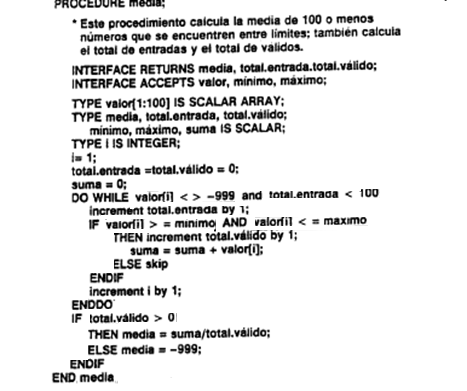 PROCEDURE media;
* Este procedimiento calcula la media de 100 o menos
números que se encuentren entre límites; también calcula
el total de entradas y el total de válidos.
INTERFACE RETURNS media, total.entrada.total.válido;
INTERFACE ACCEPTS valor, mínimo, máximo;
TYPE valor[1:100] IS SCALAR ARRAY;
TYPE media, total.entrada, total.válido;
mínimo, máximo, suma IS SCALAR;
TYPE i IS INTEGER;
i= 1;
total.entrada =total.válido = 0;
suma = 0;
DO WHILE valor[i] < > -999 and total.entrada < 100
increment total.entrada by 1;
IF valor[i] > = minimo AND valor[i] < = maximo
THEN increment total.válido by 1;
suma = suma + valor[i];
ELSE skip
ENDIF
increment i by 1;
ENDDO
IF total.válido > 0
THEN media = suma/total.válido;
ELSE media = -999;
ENDIF
END media